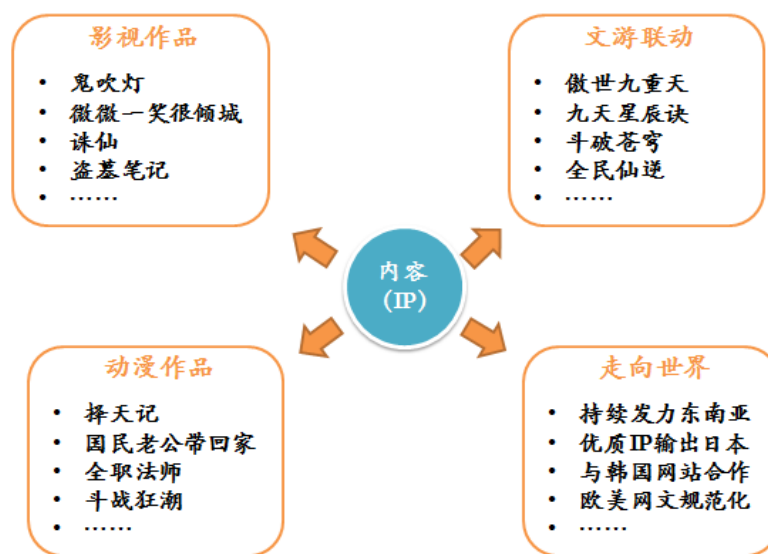 影视作品
• 鬼吹灯
• 微微一笑很倾城
• 诛仙
• 盗墓笔记
• ……
文游联动
• 傲世九重天
• 九天星辰诀
• 斗破苍穹
• 全民仙逆
• ……
内容
(IP)
动漫作品
• 择天记
• 国民老公带回家
• 全职法师
• 斗战狂潮
• ……
走向世界
• 持续发力东南亚
• 优质IP输出日本
• 与韩国网站合作
• 欧美网文规范化
• ……